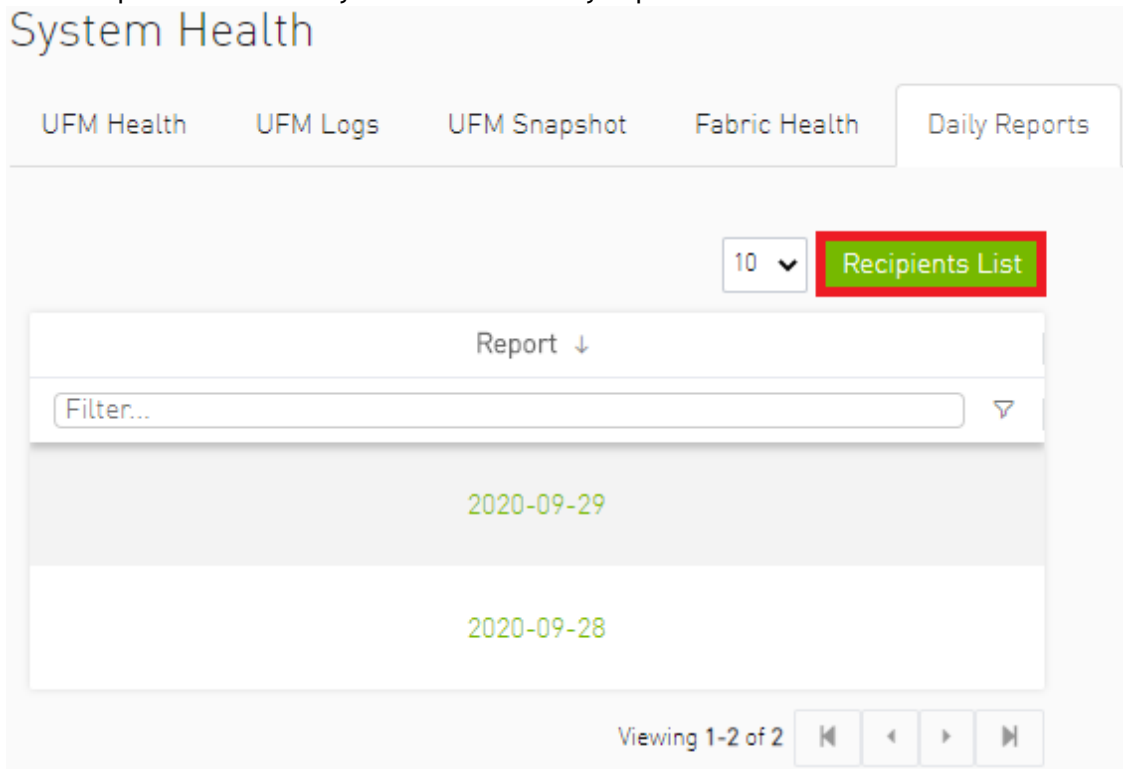 System Health
UFM Health UFM Logs UFM Snapshot Fabric Health Daily Reports
10 Recipients List
Report ↓
Filter...
2020-09-29
2020-09-28
Viewing 1-2 of 2